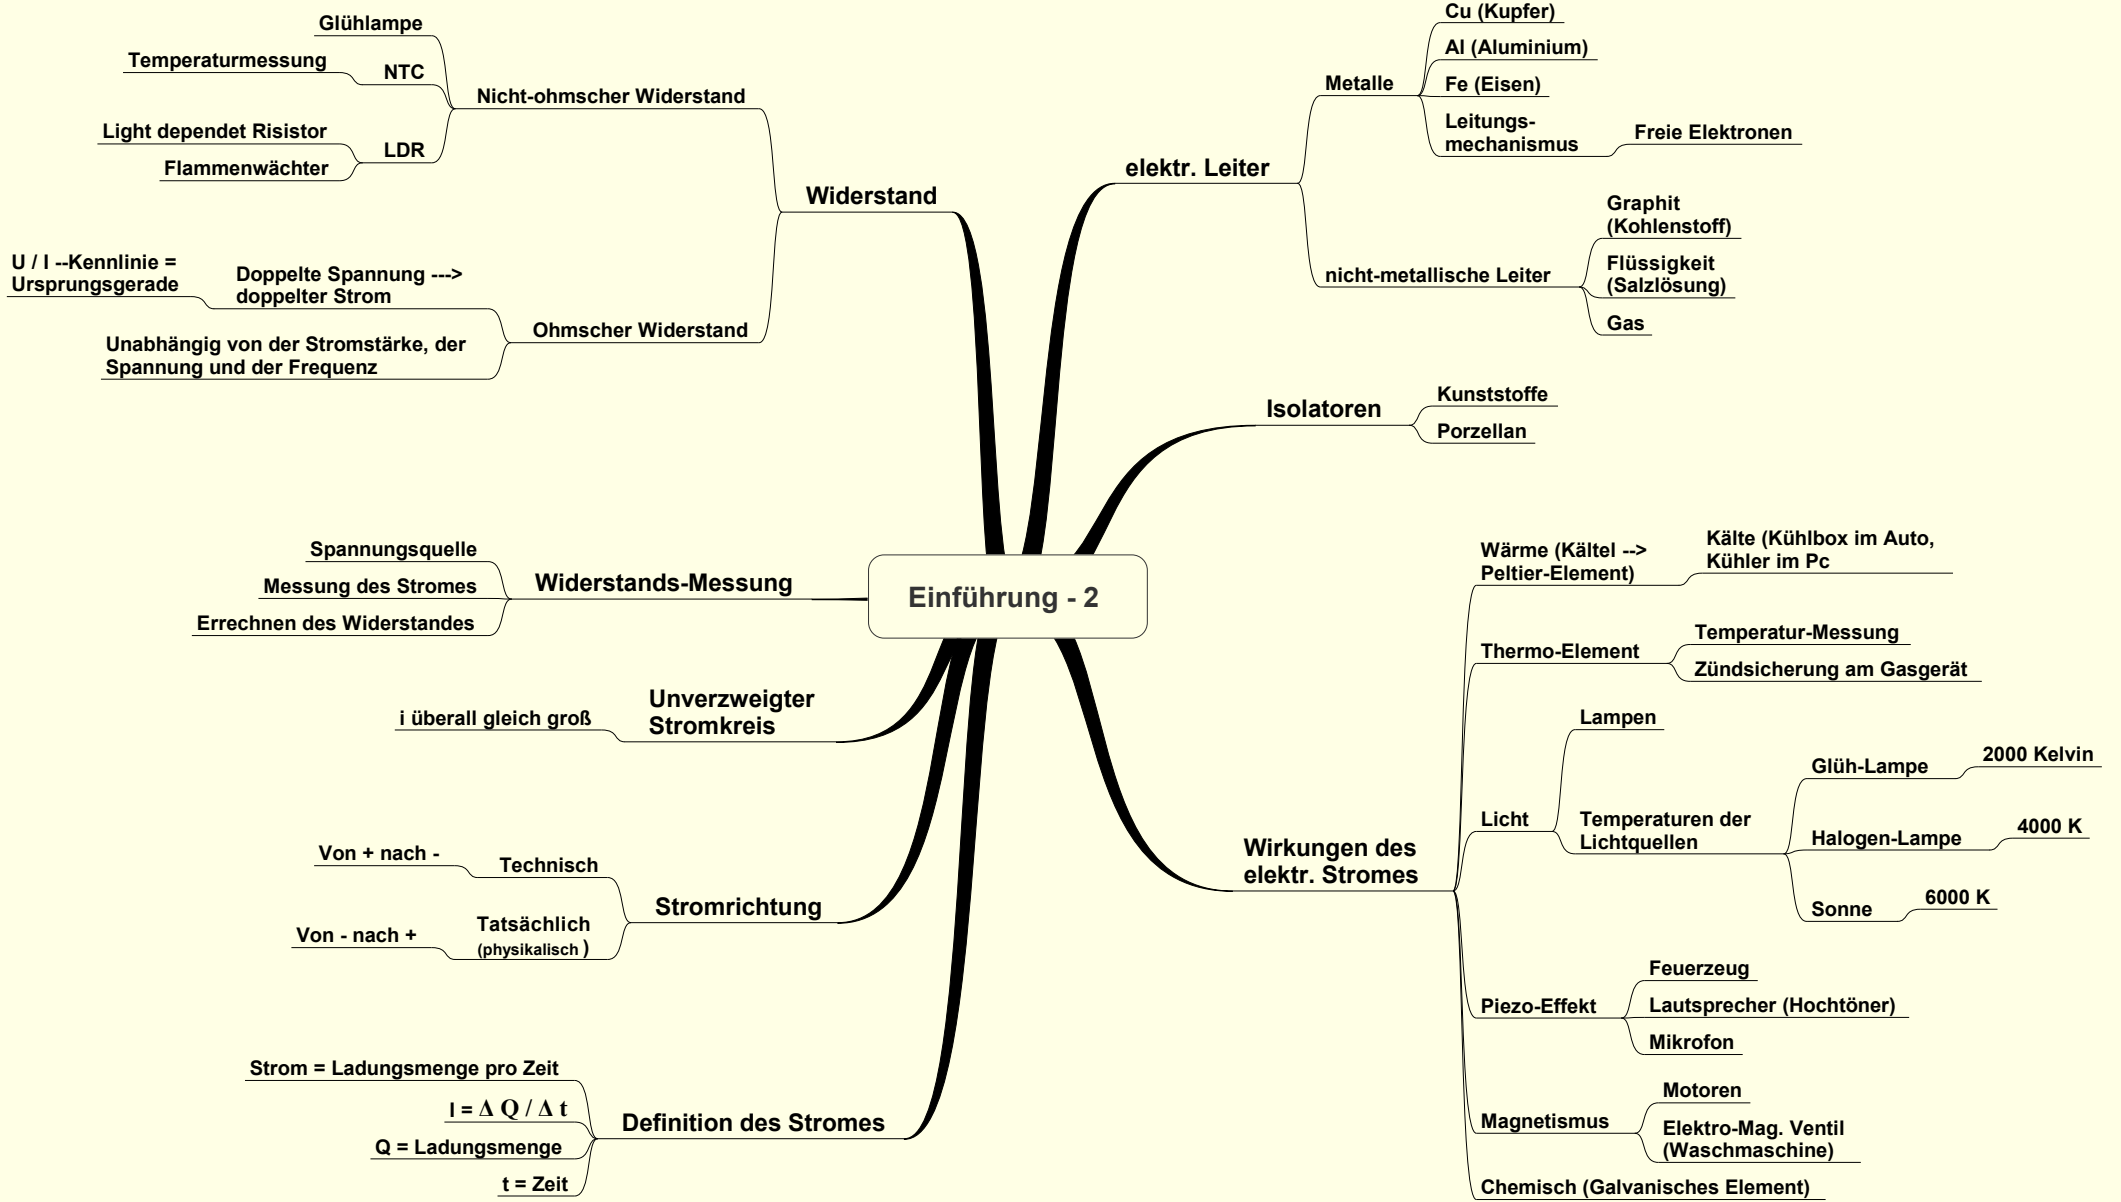 Einführung - 2
Widerstand
Nicht-ohmscher Widerstand
Glühlampe
NTC
Temperaturmessung
LDR
Light dependet Risistor
Flammenwächter
Ohmscher Widerstand
Doppelte Spannung --->
doppelter Strom
U / I --Kennlinie =
Ursprungsgerade
Unabhängig von der Stromstärke, der
Spannung und der Frequenz
Widerstands-Messung
Spannungsquelle
Messung des Stromes
Errechnen des Widerstandes
Unverzweigter
Stromkreis
i überall gleich groß
Stromrichtung
Technisch
Von + nach -
Tatsächlich
(physikalisch )
Von - nach +
Definition des Stromes
Strom = Ladungsmenge pro Zeit
I = Δ Q / Δ t
Q = Ladungsmenge
t = Zeit
elektr. Leiter
Metalle
Cu (Kupfer)
Al (Aluminium)
Fe (Eisen)
Leitungs-
mechanismus
Freie Elektronen
nicht-metallische Leiter
Graphit
(Kohlenstoff)
Flüssigkeit
(Salzlösung)
Gas
Isolatoren
Kunststoffe
Porzellan
Wirkungen des
elektr. Stromes
Wärme (Kältel -->
Peltier-Element)
Kälte (Kühlbox im Auto,
Kühler im Pc
Thermo-Element
Temperatur-Messung
Zündsicherung am Gasgerät
Licht
Lampen
Temperaturen der
Lichtquellen
Glüh-Lampe
2000 Kelvin
Halogen-Lampe
4000 K
Sonne
6000 K
Piezo-Effekt
Feuerzeug
Lautsprecher (Hochtöner)
Mikrofon
Magnetismus
Motoren
Elektro-Mag. Ventil
(Waschmaschine)
Chemisch (Galvanisches Element)